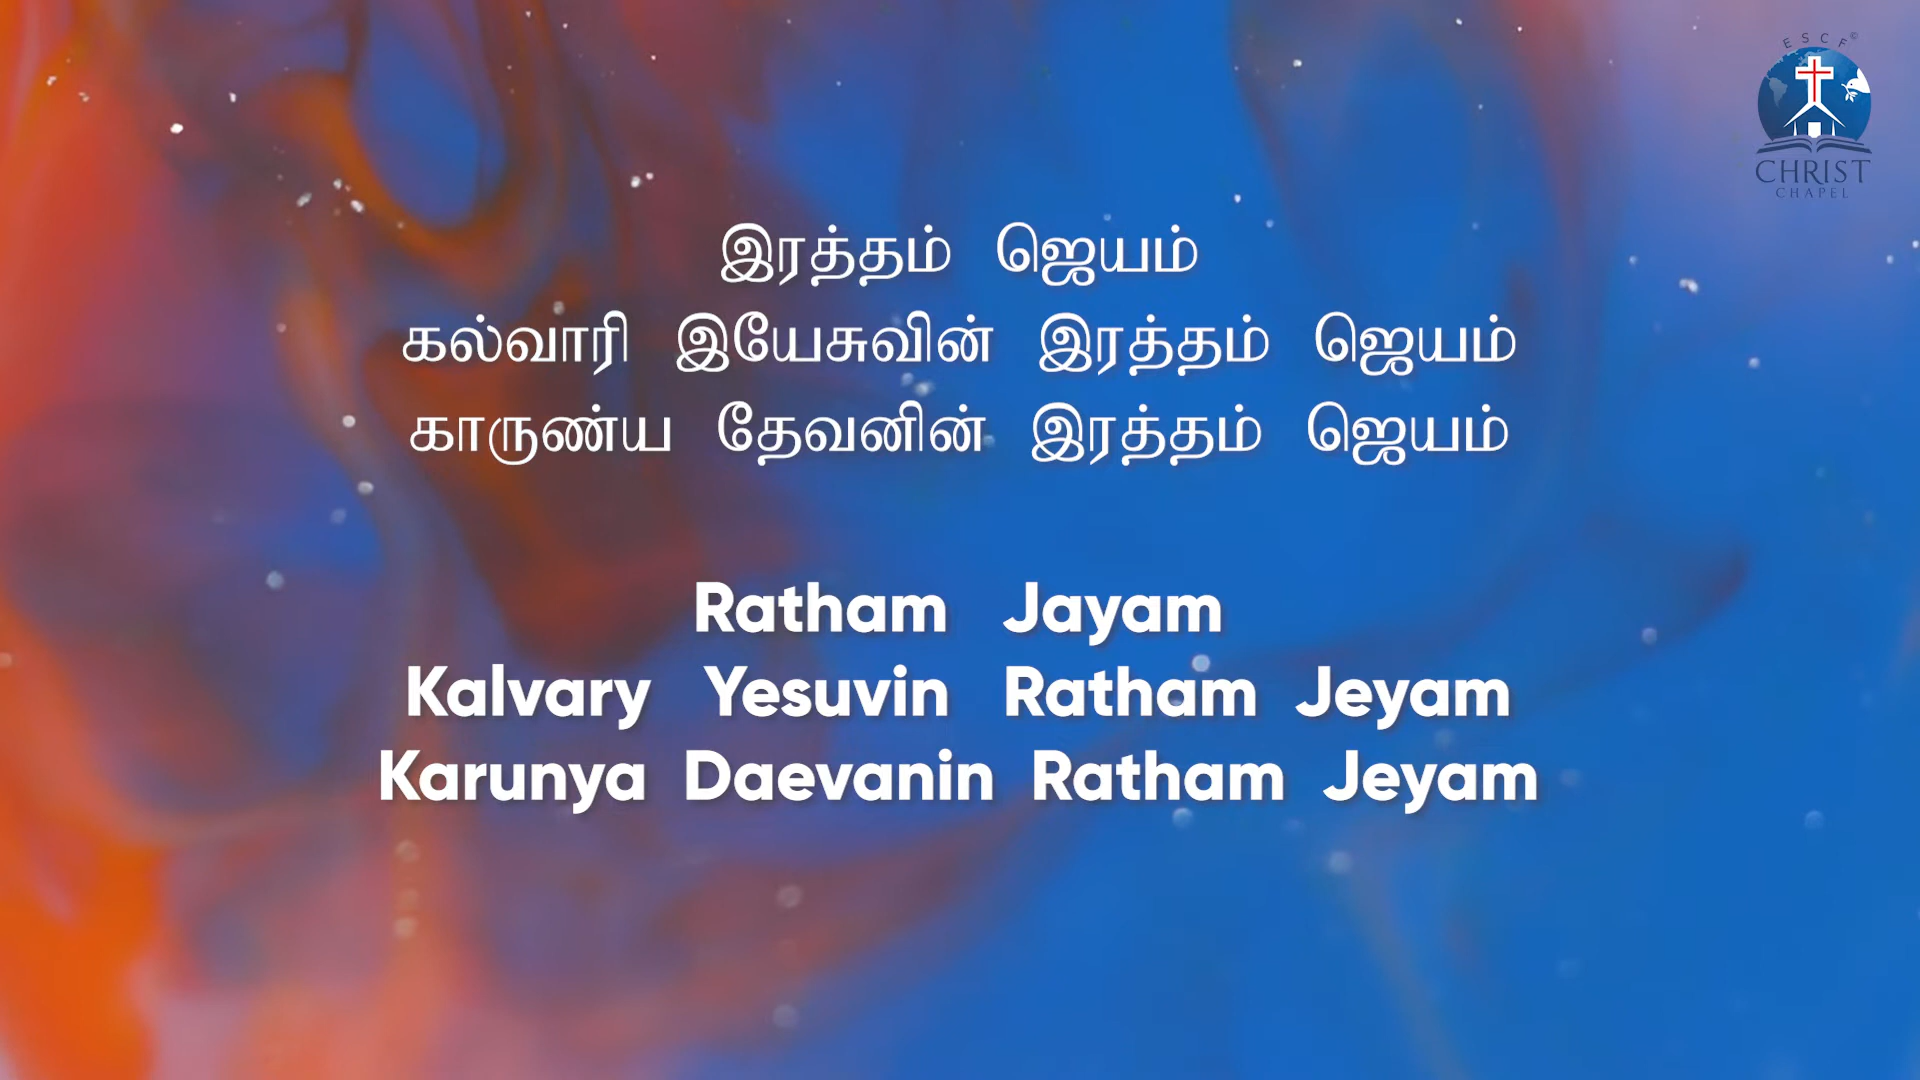 ESCF©
CHRIST
CHAPEL
இரத்தம் ஜெயம்
கல்வாரி இயேசுவின் இரத்தம் ஜெயம்
காருண்ய தேவனின் இரத்தம் ஜெயம்
Ratham Jayam
Kalvary Yesuvin Ratham Jeyam
Karunya Daevanin Ratham Jeyam